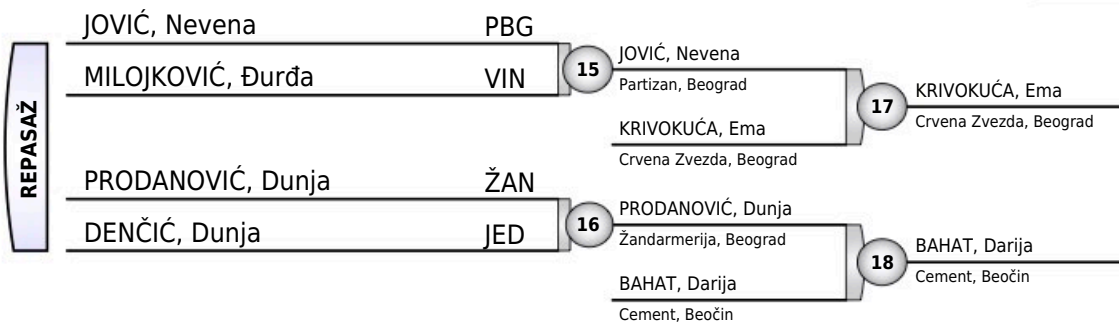 REPASAŽ
JOVIĆ, Nevena PBG
MILOJKOVIĆ, Đurđa VIN
15
JOVIĆ, Nevena
Partizan, Beograd
KRIVOKUĆA, Ema
Crvena Zvezda, Beograd
17
KRIVOKUĆA, Ema
Crvena Zvezda, Beograd
PRODANOVIĆ, Dunja ŽAN
DENČIĆ, Dunja JED
16
PRODANOVIĆ, Dunja
Žandarmerija, Beograd
BAHAT, Darija
Cement, Beočin
18
BAHAT, Darija
Cement, Beočin